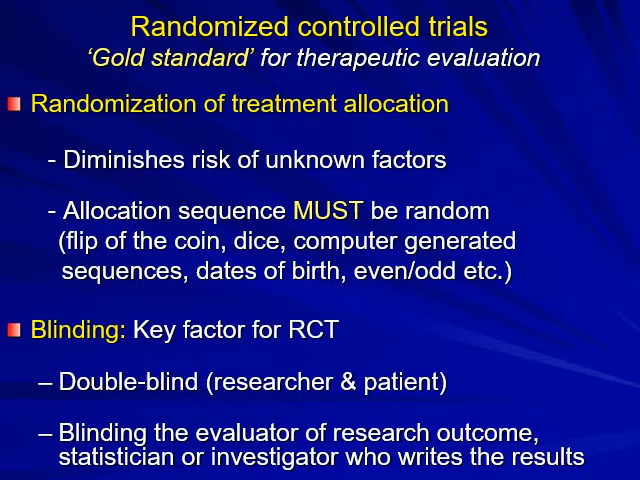 Randomized controlled trials
‘Gold standard’ for therapeutic evaluation
Randomization of treatment allocation
- Diminishes risk of unknown factors
- Allocation sequence MUST be random
(flip of the coin, dice, computer generated
sequences, dates of birth, even/odd etc.)
Blinding: Key factor for RCT
– Double-blind (researcher & patient)
– Blinding the evaluator of research outcome,
statistician or investigator who writes the results